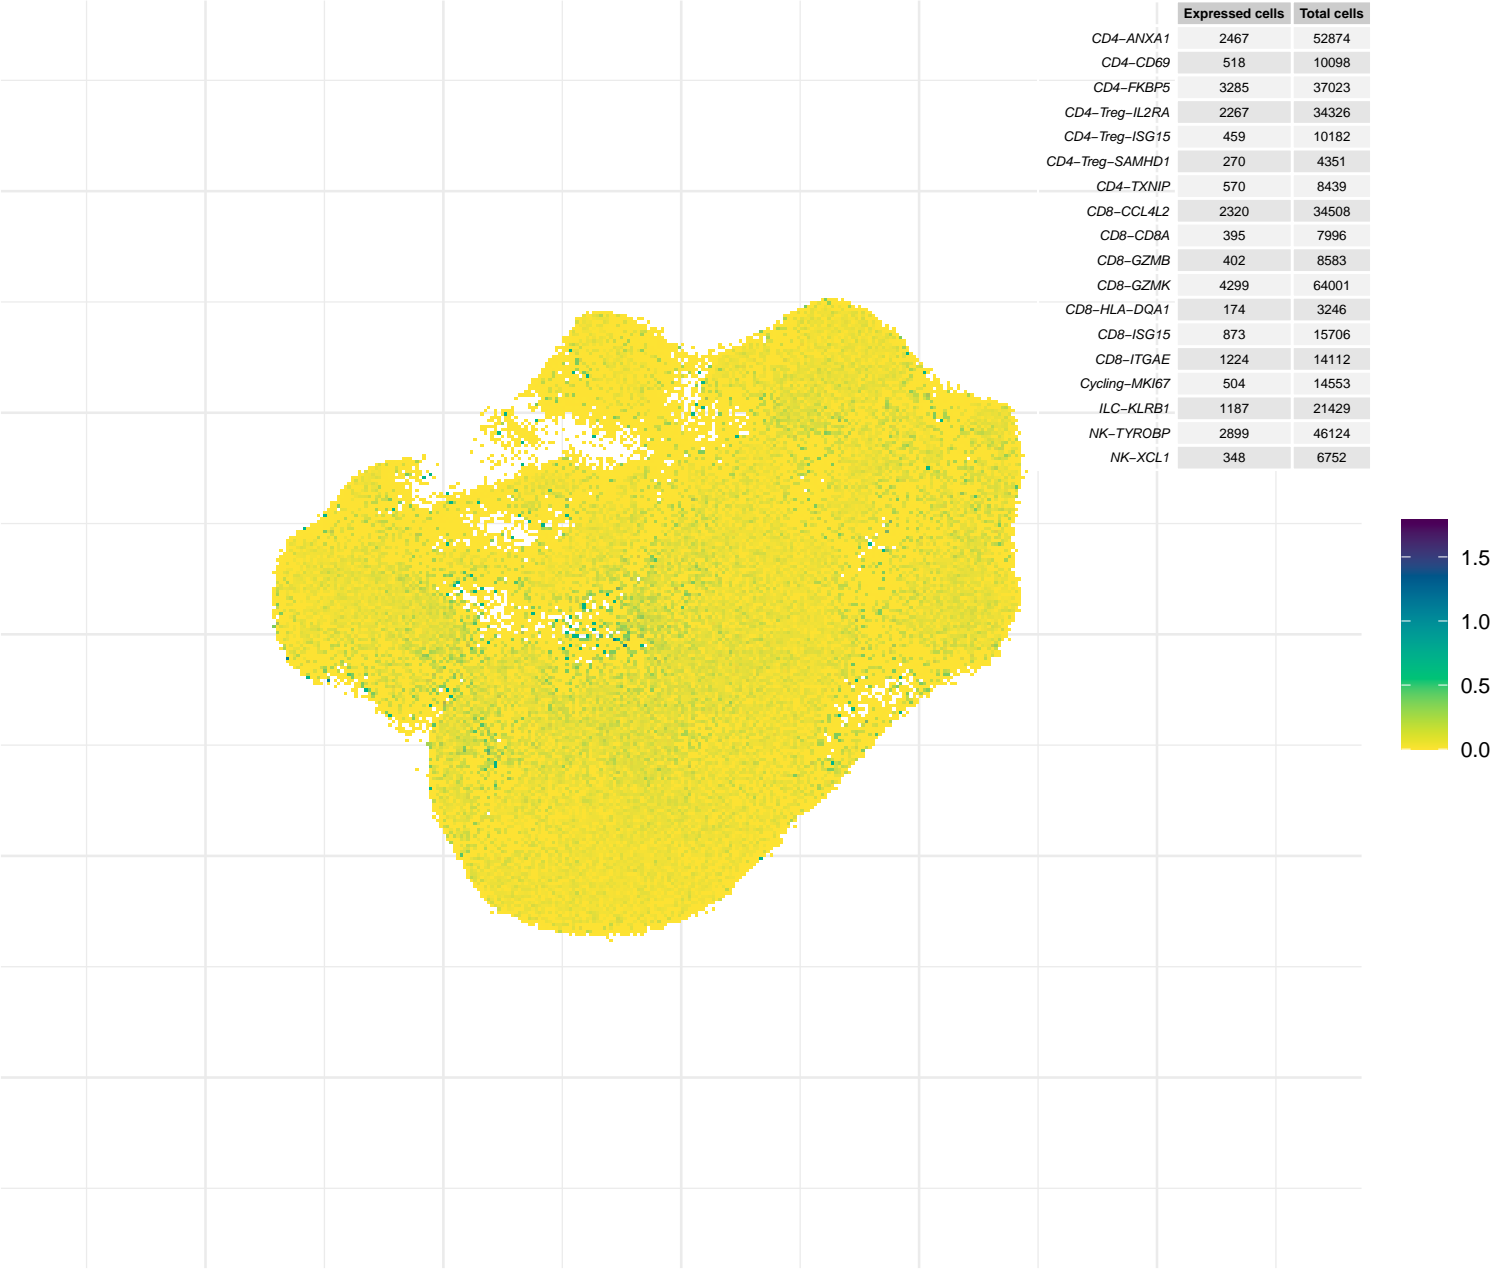 Expressed cells Total cells
CD4−ANXA1 2467 52874
CD4−CD69 518 10098
CD4−FKBP5 3285 37023
CD4−Treg−IL2RA 2267 34326
CD4−Treg−ISG15 459 10182
CD4−Treg−SAMHD1 270 4351
CD4−TXNIP 570 8439
CD8−CCL4L2 2320 34508
CD8−CD8A 395 7996
CD8−GZMB 402 8583
CD8−GZMK 4299 64001
CD8−HLA−DQA1 174 3246
CD8−ISG15 873 15706
CD8−ITGAE 1224 14112
Cycling−MKI67 504 14553
ILC−KLRB1 1187 21429
NK−TYROBP 2899 46124
NK−XCL1 348 6752
1.5
1.0
0.5
0.0